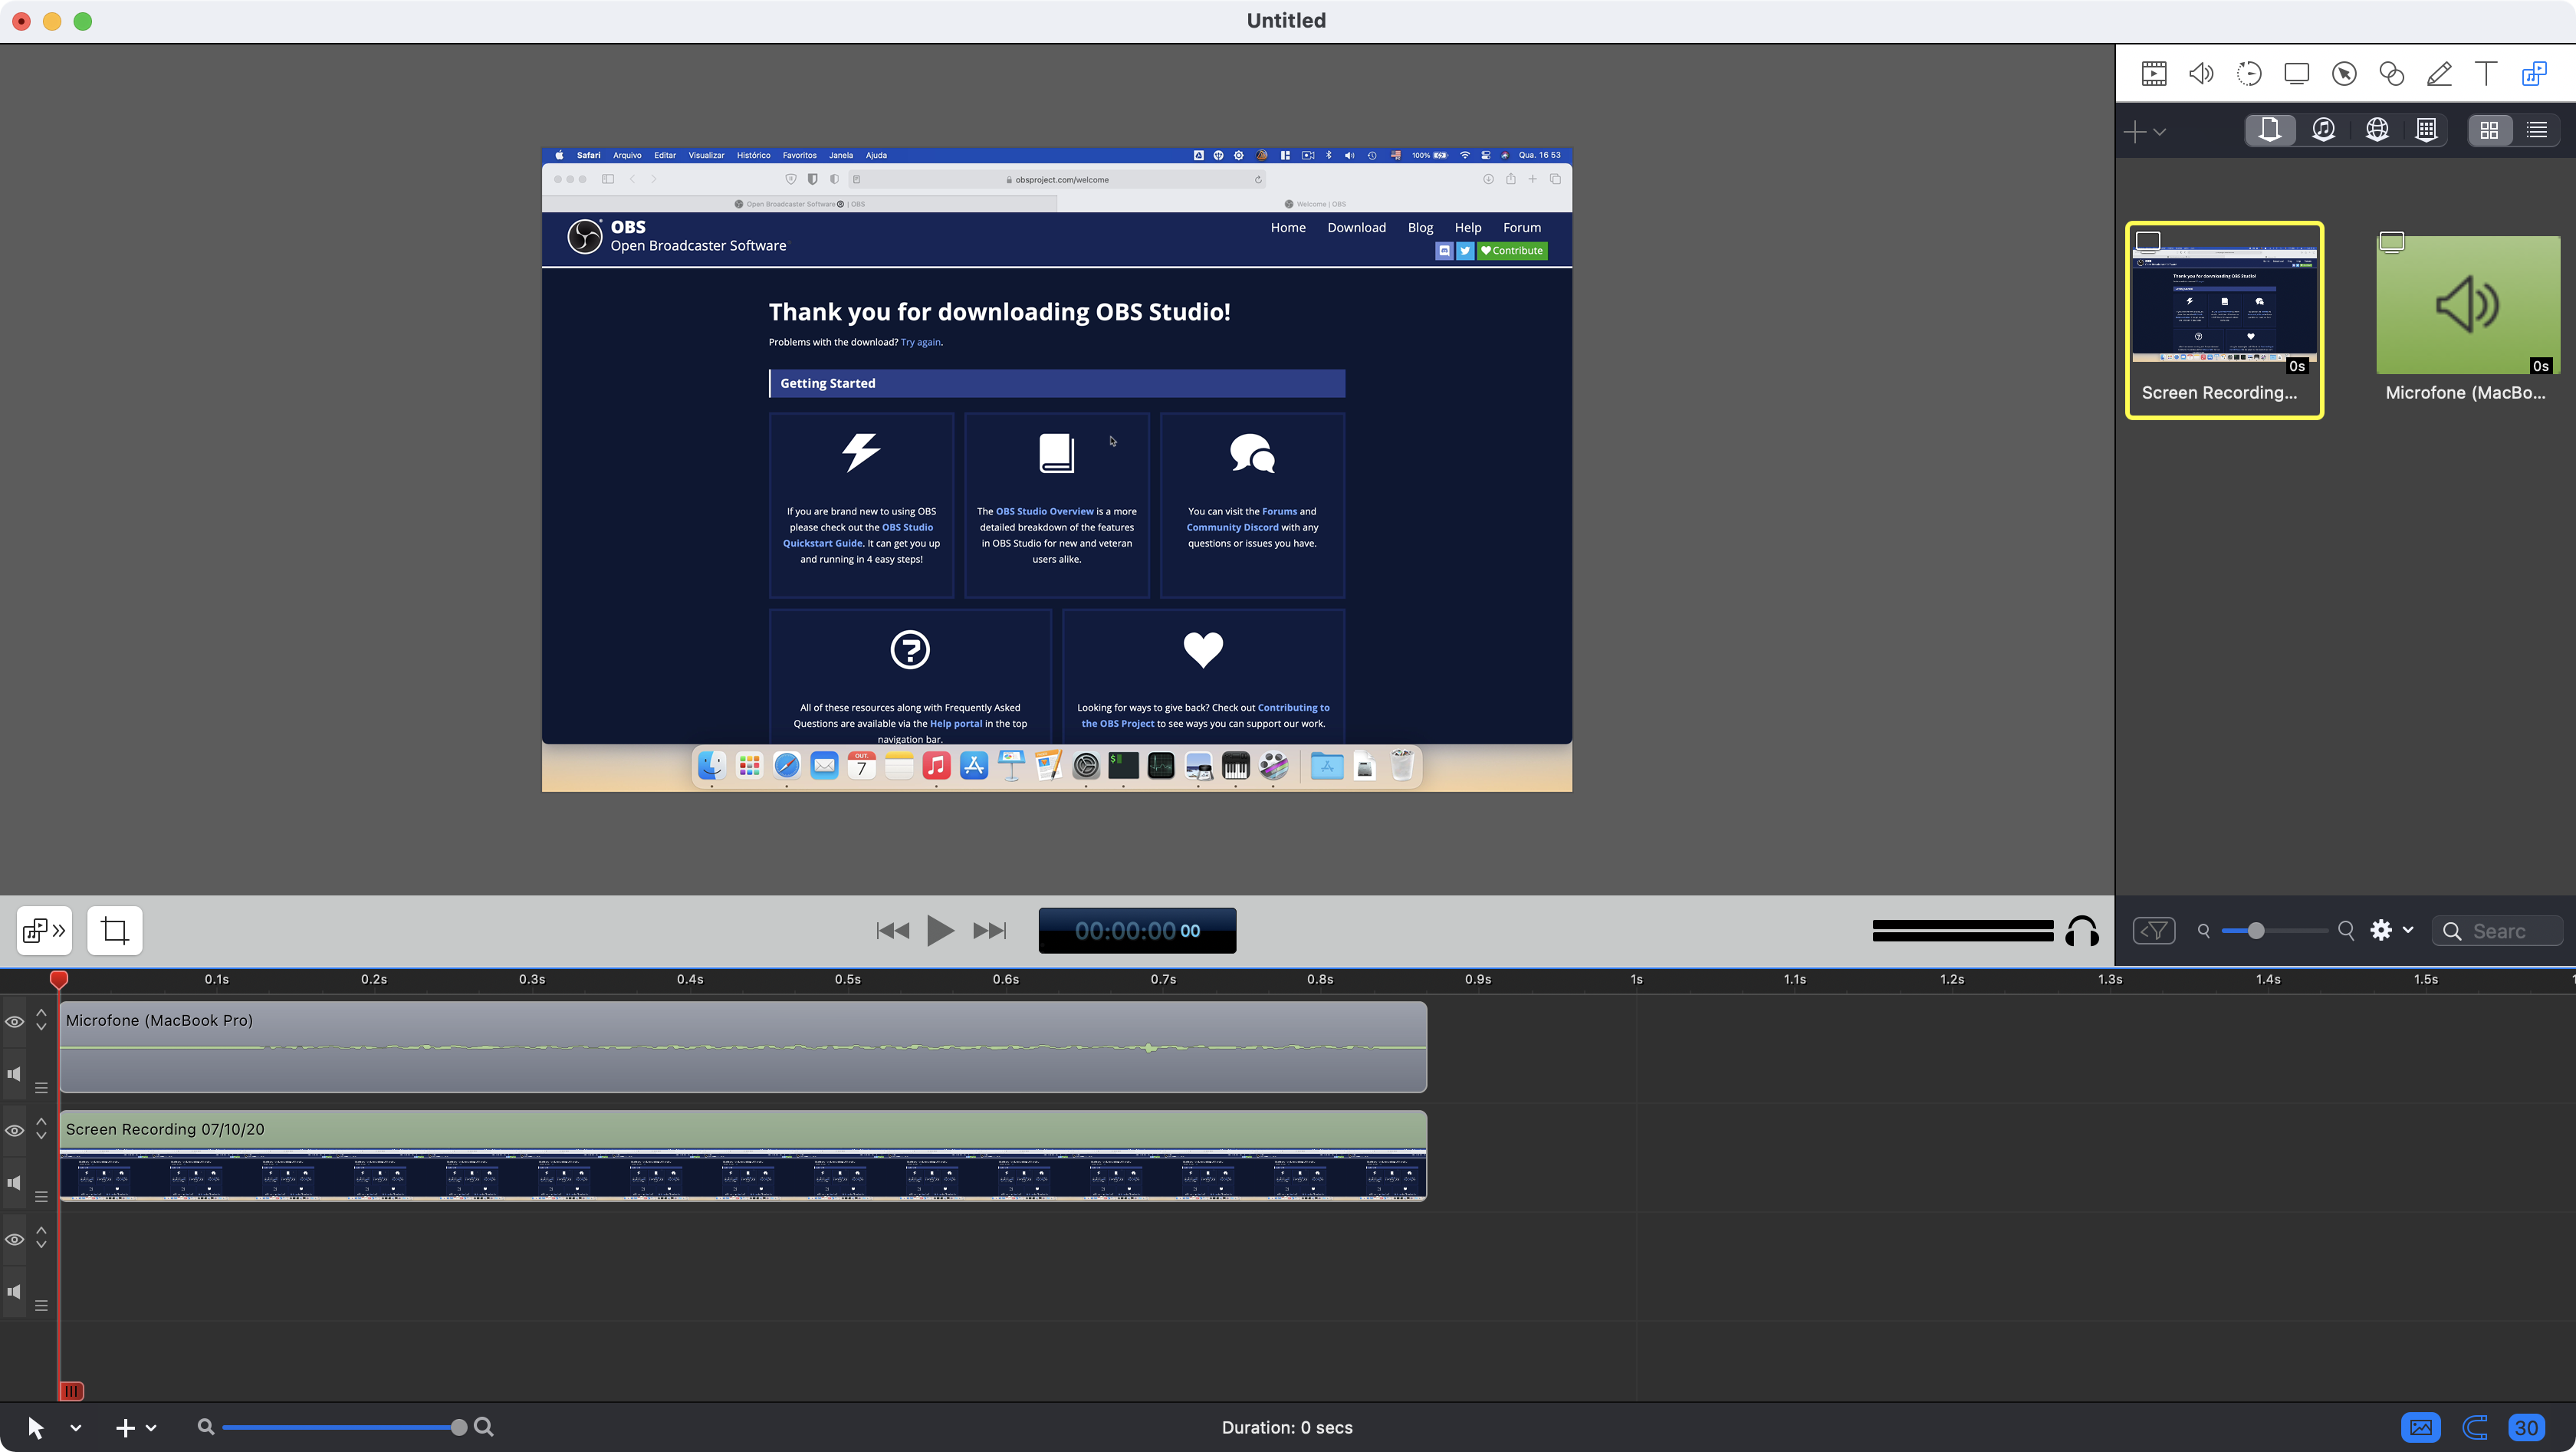 Untitled
Safari Arquivo Editar Visualizar Histórico Favoritos Janela Ajuda
100% Qua. 16 53
obsproject.com/welcome
Open Broadcaster Software | OBS
Welcome | OBS
OBS
Open Broadcaster Software
Home Download Blog Help Forum
Contribute
Thank you for downloading OBS Studio!
Problems with the download? Try again.
Getting Started
If you are brand new to using OBS
please check out the OBS Studio
Quickstart Guide. It can get you up
and running in 4 easy steps!
The OBS Studio Overview is a more
detailed breakdown of the features
in OBS Studio for new and veteran
users alike.
You can visit the Forums and
Community Discord with any
questions or issues you have.
All of these resources along with Frequently Asked
Questions are available via the Help portal in the top
navigation bar.
Looking for ways to give back? Check out Contributing to
the OBS Project to see ways you can support our work.
OUT.
7
0s
Screen Recording...
0s
Microfone (MacBo...
00:00:00 00
Searc
0.1s 0.2s 0.3s 0.4s 0.5s 0.6s 0.7s 0.8s 0.9s 1s 1.1s 1.2s 1.3s 1.4s 1.5s
Microfone (MacBook Pro)
Screen Recording 07/10/20
Duration: 0 secs
30